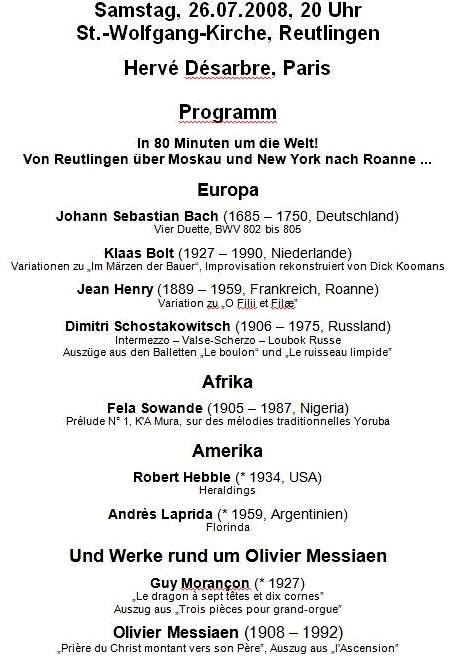 Samstag, 26.07.2008, 20 Uhr
St.-Wolfgang-Kirche, Reutlingen
Hervé Désarbre, Paris
Programm
In 80 Minuten um die Welt!
Von Reutlingen über Moskau und New York nach Roanne ...
Europa
Johann Sebastian Bach (1685 – 1750, Deutschland)
Vier Duette, BWV 802 bis 805
Klaas Bolt (1927 – 1990, Niederlande)
Variationen zu „Im Märzen der Bauer“, Improvisation rekonstruiert von Dick Koomans
Jean Henry (1889 – 1959, Frankreich, Roanne)
Variation zu „O Filii et Filæ“
Dimitri Schostakowitsch (1906 – 1975, Russland)
Intermezzo – Valse-Scherzo – Loubok Russe
Auszüge aus den Balletten „Le boulon“ und „Le ruisseau limpide“
Afrika
Fela Sowande (1905 – 1987, Nigeria)
Prélude N° 1, K'A Mura, sur des mélodies traditionnelles Yoruba
Amerika
Robert Hebble (* 1934, USA)
Heraldings
Andrès Laprida (* 1959, Argentinien)
Florinda
Und Werke rund um Olivier Messiaen
Guy Morançon (* 1927)
„Le dragon à sept têtes et dix cornes“
Auszug aus „Trois pièces pour grand-orgue“
Olivier Messiaen (1908 – 1992)
„Prière du Christ montant vers son Père“, Auszug aus „l'Ascension“